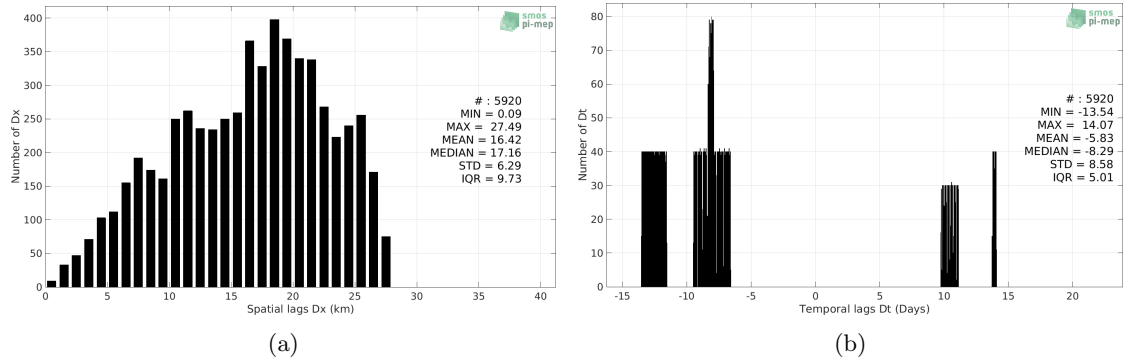 400
350
300
250
200
150
100
50
0
0 5 10 15 20 25 30 35 40
Number of Dx
Spatial lags Dx (km)
smos
pi-mep
# : 5920
MIN = 0.09
MAX = 27.49
MEAN = 16.42
MEDIAN = 17.16
STD = 6.29
IQR = 9.73
(a)
80
70
60
50
40
30
20
10
0
-15 -10 -5 0 5 10 15 20
Number of Dt
Temporal lags Dt (Days)
smos
pi-mep
# : 5920
MIN = -13.54
MAX = 14.07
MEAN = -5.83
MEDIAN = -8.29
STD = 8.58
IQR = 5.01
(b)